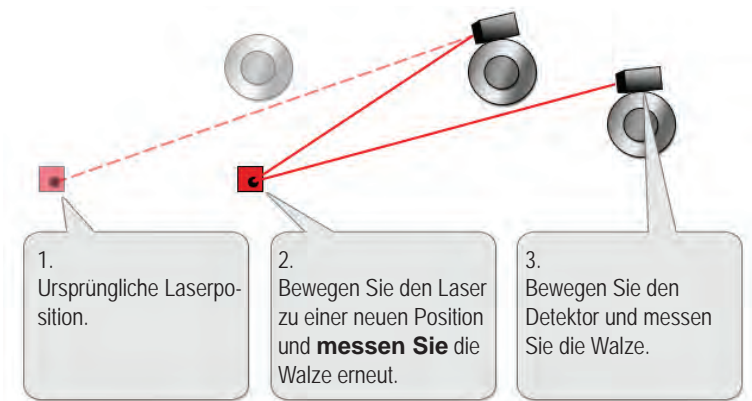 1.
Ursprüngliche Laserpo-
sition.
2.
Bewegen Sie den Laser
zu einer neuen Position
und messen Sie die
Walze erneut.
3.
Bewegen Sie den
Detektor und messen
Sie die Walze.